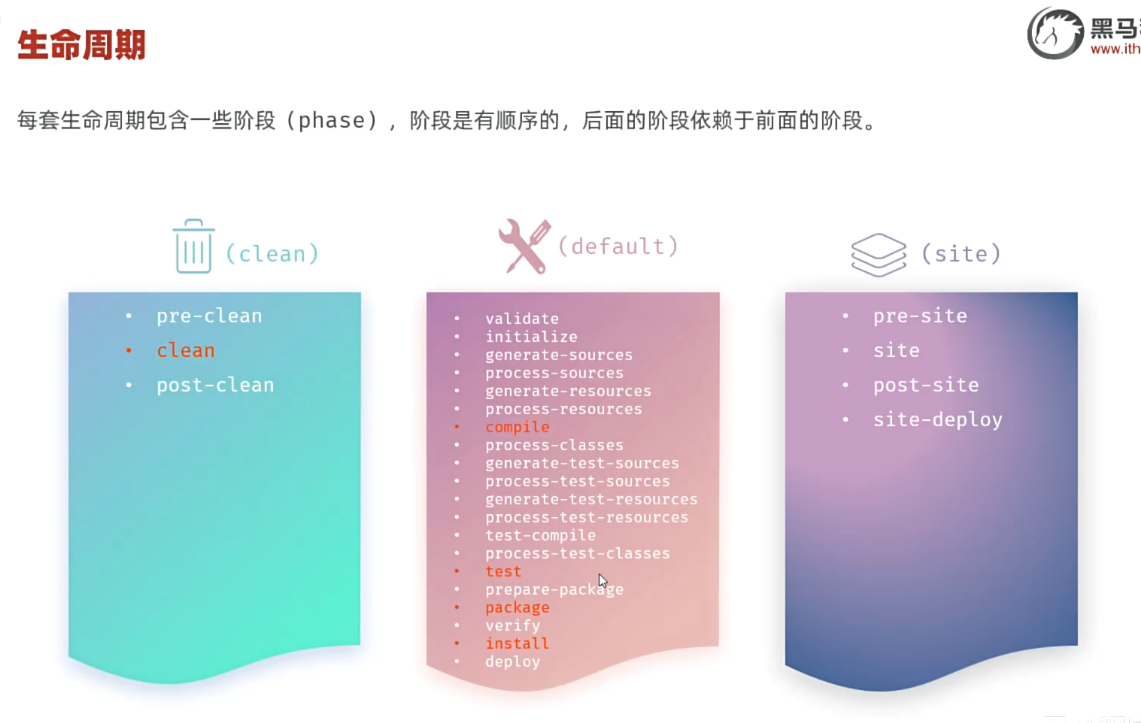 生命周期
黑马
www.ith
每套生命周期包含一些阶段（phase），阶段是有顺序的，后面的阶段依赖于前面的阶段。
(clean)
• pre-clean
• clean
• post-clean
(default)
• validate
• initialize
• generate-sources
• process-sources
• generate-resources
• process-resources
• compile
• process-classes
• generate-test-sources
• process-test-sources
• generate-test-resources
• process-test-resources
• test-compile
• process-test-classes
• test
• prepare-package
• package
• verify
• install
• deploy
(site)
• pre-site
• site
• post-site
• site-deploy